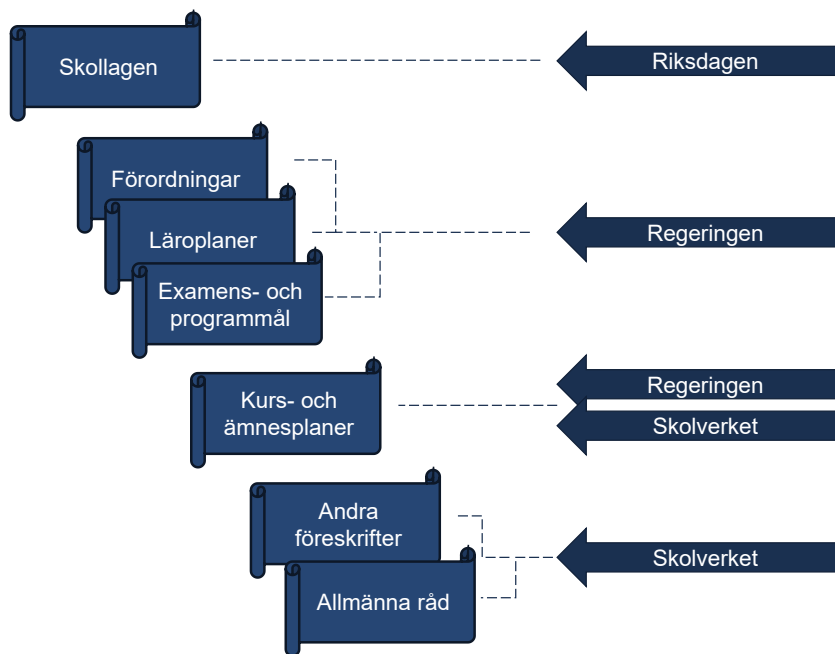 Skollagen
Riksdagen
Förordningar
Läroplaner
Regeringen
Examens- och
programmål
Regeringen
Kurs- och
ämnesplaner
Skolverket
Andra
föreskrifter
Skolverket
Allmänna råd